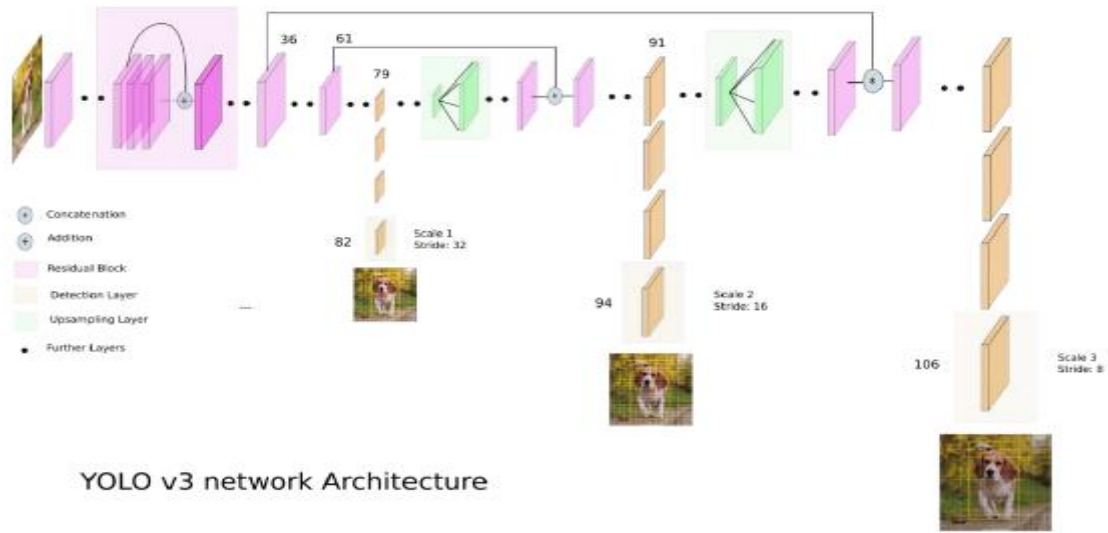 36
61
91
79
Concatenation
Addition
Residual Block
Detection Layer
Upsampling Layer
Further Layers
82
Scale 1
Stride: 32
94
Scale 2
Stride: 16
106
Scale 3
Stride: 8
YOLO v3 network Architecture